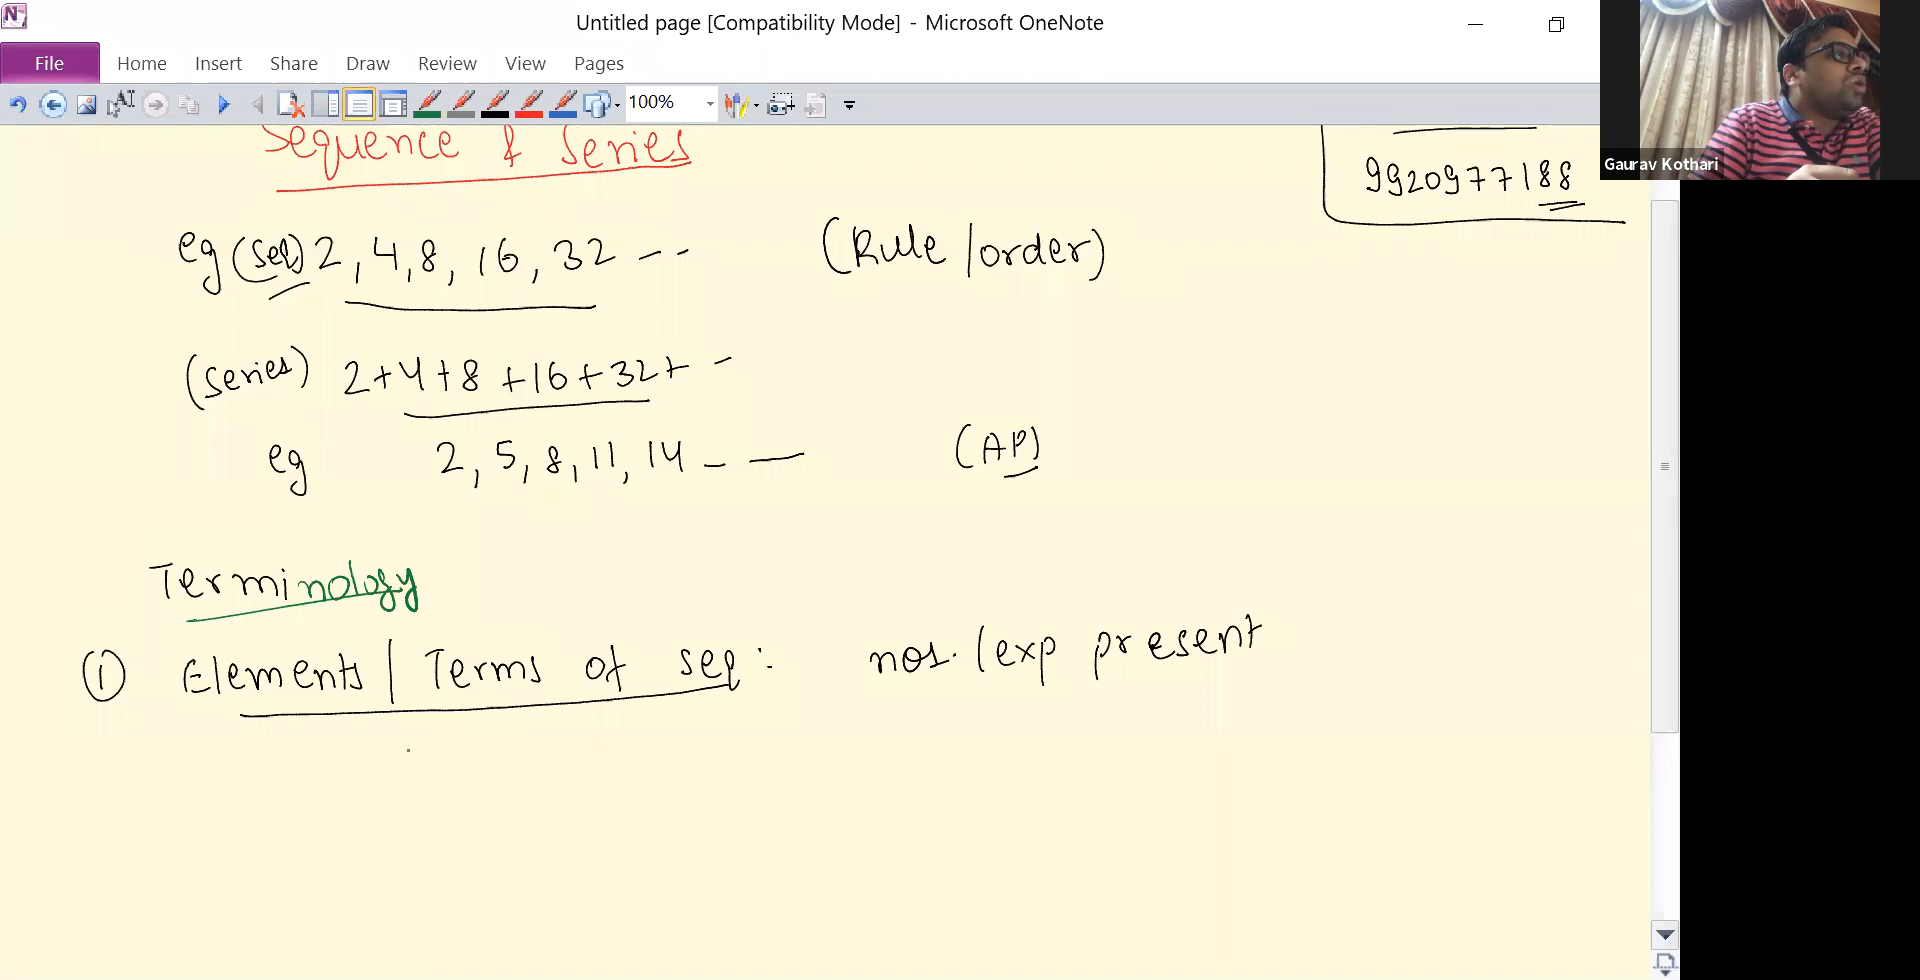 Untitled page [Compatibility Mode] - Microsoft OneNote
File Home Insert Share Draw Review View Pages
100%
Sequence & Series
9920977188
Gaurav Kothari
eg (seq) 2, 4, 8, 16, 32 --
(Rule/order)
(series) 2+4+8+16+32+ -
eg 2, 5, 8, 11, 14 - —
(AP)
Terminology
① Elements / Terms of seq : nos. / exp present